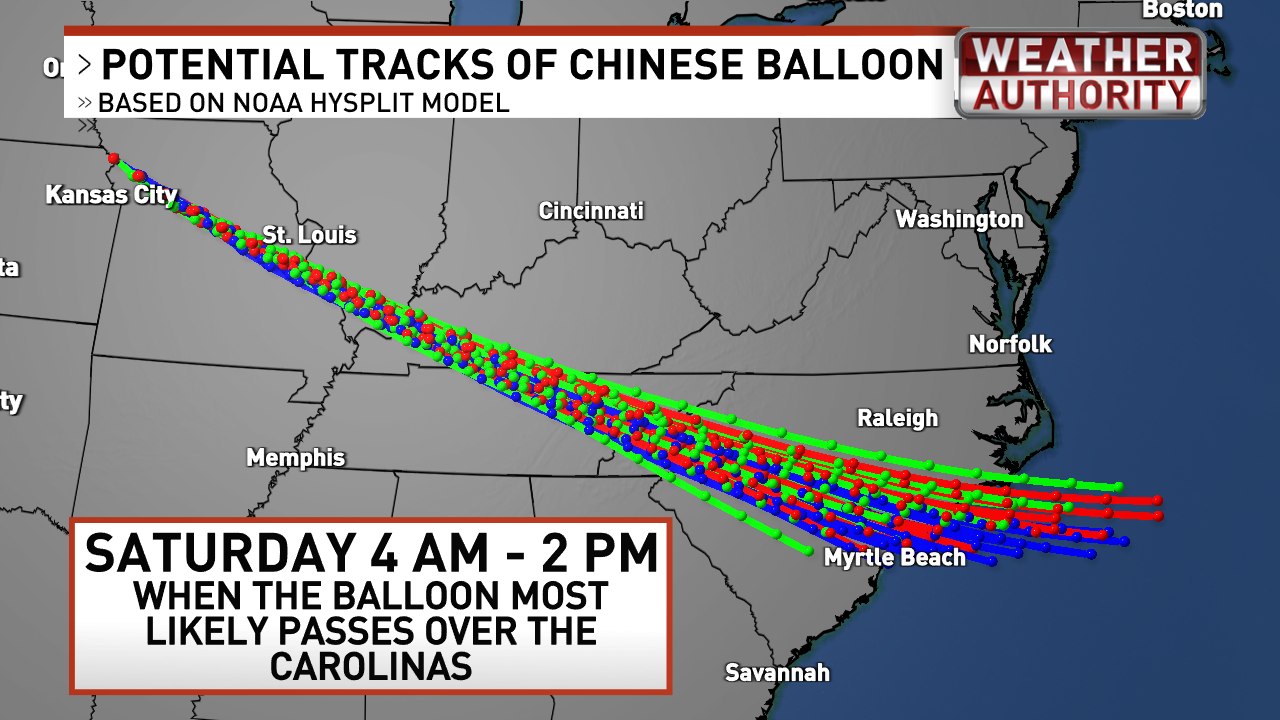 Boston
> POTENTIAL TRACKS OF CHINESE BALLOON
WEATHER
AUTHORITY
» BASED ON NOAA HYSPLIT MODEL
»
Kansas City
St. Louis
Cincinnati
Washington
Norfolk
Raleigh
Memphis
Myrtle Beach
Savannah
SATURDAY 4 AM - 2 PM
WHEN THE BALLOON MOST
LIKELY PASSES OVER THE
CAROLINAS